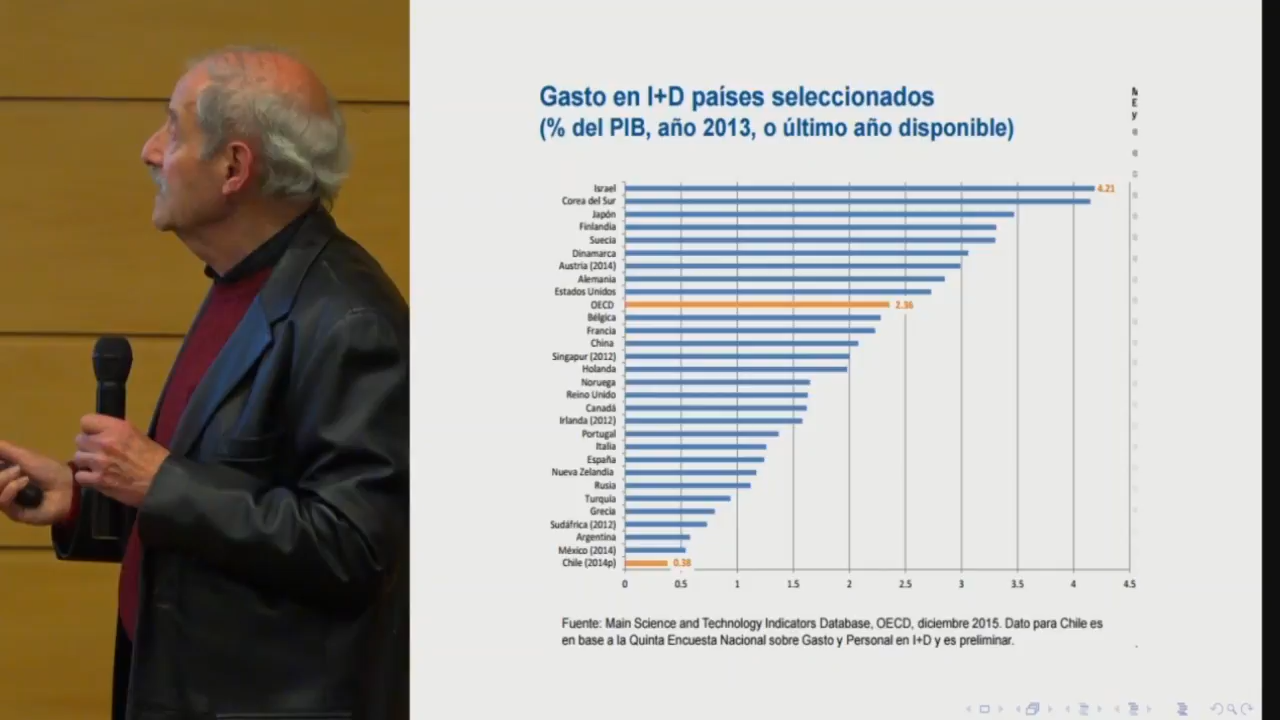 Gasto en I+D países seleccionados
(% del PIB, año 2013, o último año disponible)
M
E
y
Israel 4.21
Corea del Sur
Japón
Finlandia
Suecia
Dinamarca
Austria (2014)
Alemania
Estados Unidos
OECD 2.36
Bélgica
Francia
China
Singapur (2012)
Holanda
Noruega
Reino Unido
Canadá
Irlanda (2012)
Portugal
Italia
España
Nueva Zelandia
Rusia
Turquía
Grecia
Sudáfrica (2012)
Argentina
México (2014)
Chile (2014p) 0.38
0 0.5 1 1.5 2 2.5 3 3.5 4 4.5
Fuente: Main Science and Technology Indicators Database, OECD, diciembre 2015. Dato para Chile es
en base a la Quinta Encuesta Nacional sobre Gasto y Personal en I+D y es preliminar.